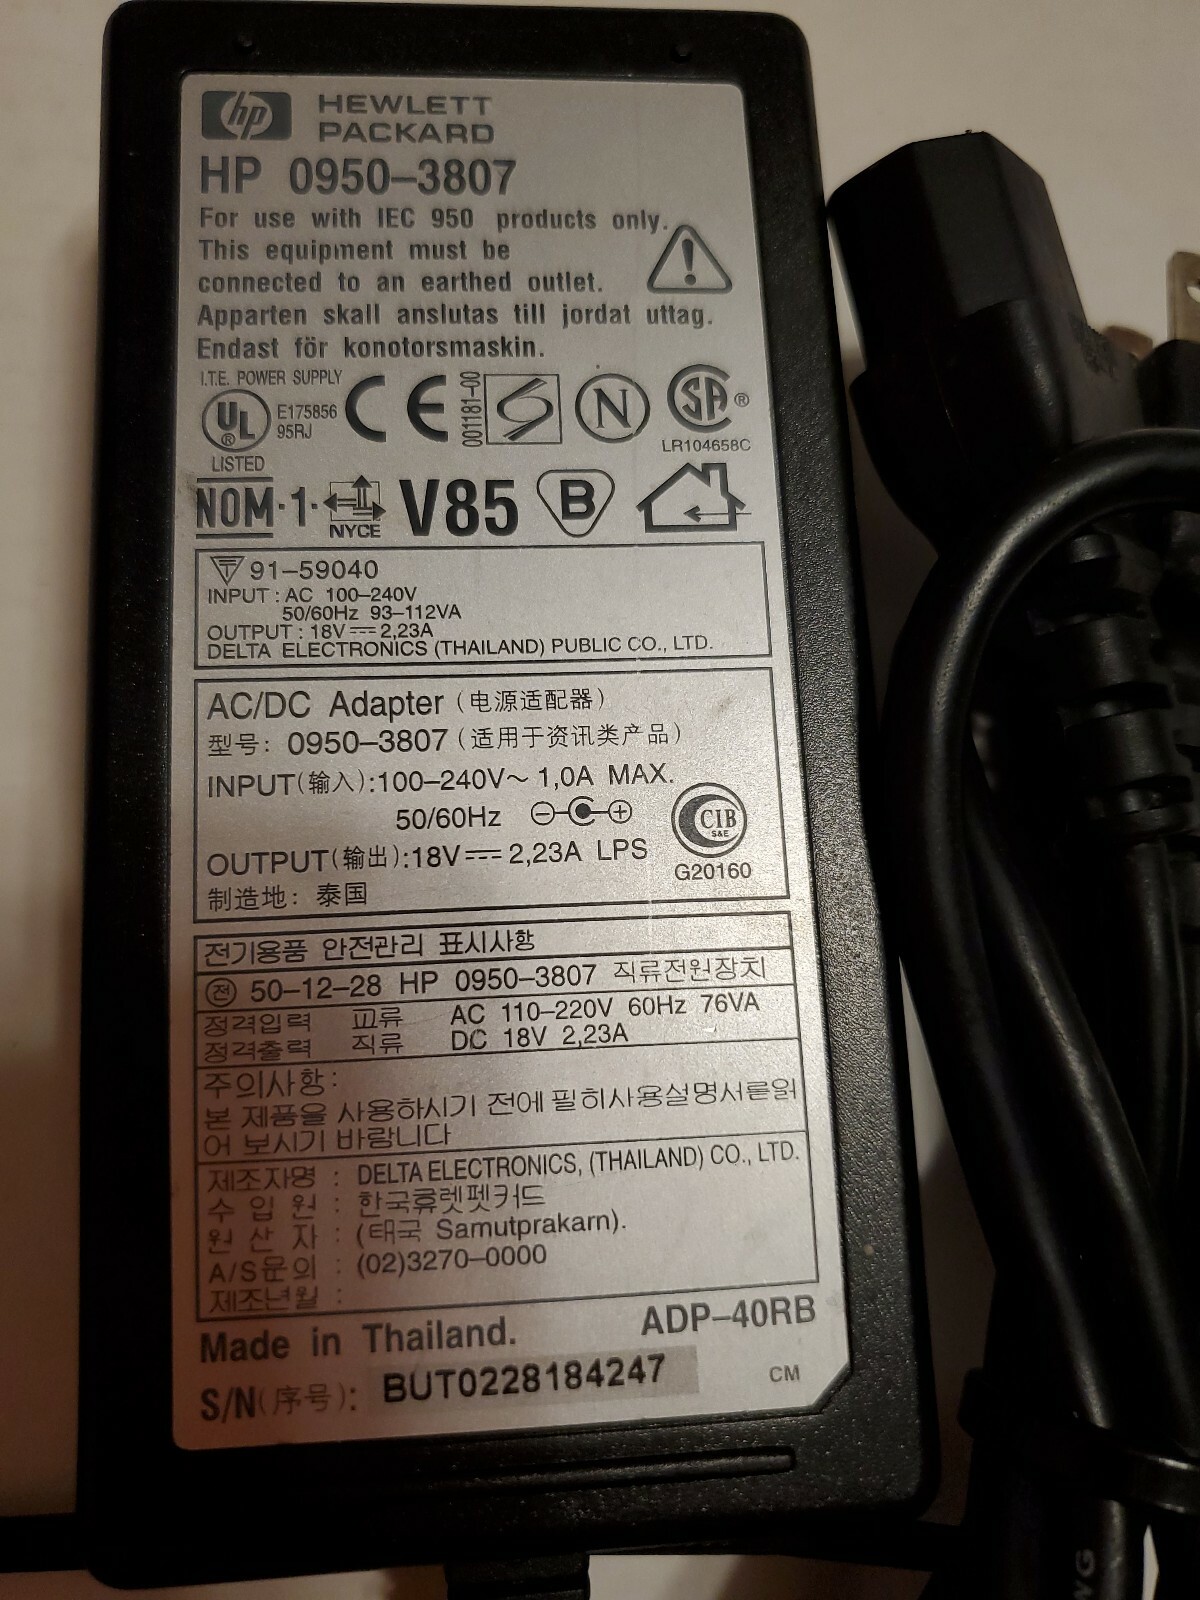 hp HEWLETT
PACKARD
HP 0950–3807
For use with IEC 950 products only.
This equipment must be
connected to an earthed outlet.
Apparten skall anslutas till jordat uttag.
Endast för konotorsmaskin.
I.T.E. POWER SUPPLY
UL® E175856
95RJ
LISTED
CE
001181–00
S
N
SA ®
LR104658C
NOM·1·
NYCE
V85
B
T 91–59040
INPUT : AC 100–240V
50/60Hz 93–112VA
OUTPUT : 18V 2,23A
DELTA ELECTRONICS (THAILAND) PUBLIC CO., LTD.
AC/DC Adapter (电源适配器)
型号: 0950–3807 (适用于资讯类产品)
INPUT(输入):100–240V～ 1,0A MAX.
50/60Hz
OUTPUT(输出):18V 2,23A LPS
CIB
S&E
G20160
制造地: 泰国
전기용품 안전관리 표시사항
전 50–12–28 HP 0950–3807 직류전원장치
정격입력 교류 AC 110–220V 60Hz 76VA
정격출력 직류 DC 18V 2,23A
주의사항:
본 제품을 사용하시기 전에 필히사용설명서를읽
어 보시기 바랍니다
제조자명 : DELTA ELECTRONICS, (THAILAND) CO., LTD.
수 입 원 : 한국휴렛펫커드
원 산 자 : (태국 Samutprakarn).
A/S문의 : (02)3270–0000
제조년월 :
Made in Thailand. ADP–40RB
S/N(序号): BUT0228184247
CM